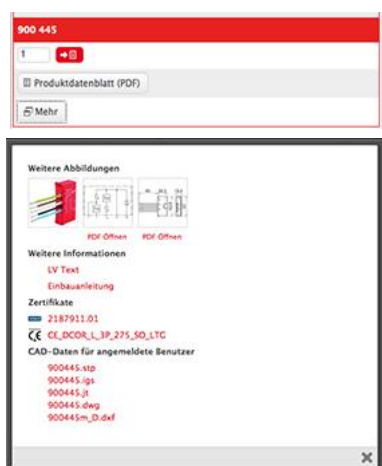 900 445
1
Produktdatenblatt (PDF)
Mehr
Weitere Abbildungen
PDF Öffnen PDF Öffnen
Weitere Informationen
LV Text
Einbauanleitung
Zertifikate
2187911.01
CE CE_DCOR_L_3P_275_SO_LTG
CAD-Daten für angemeldete Benutzer
900445.stp
900445.igs
900445.jt
900445.dwg
900445m_D.dxf